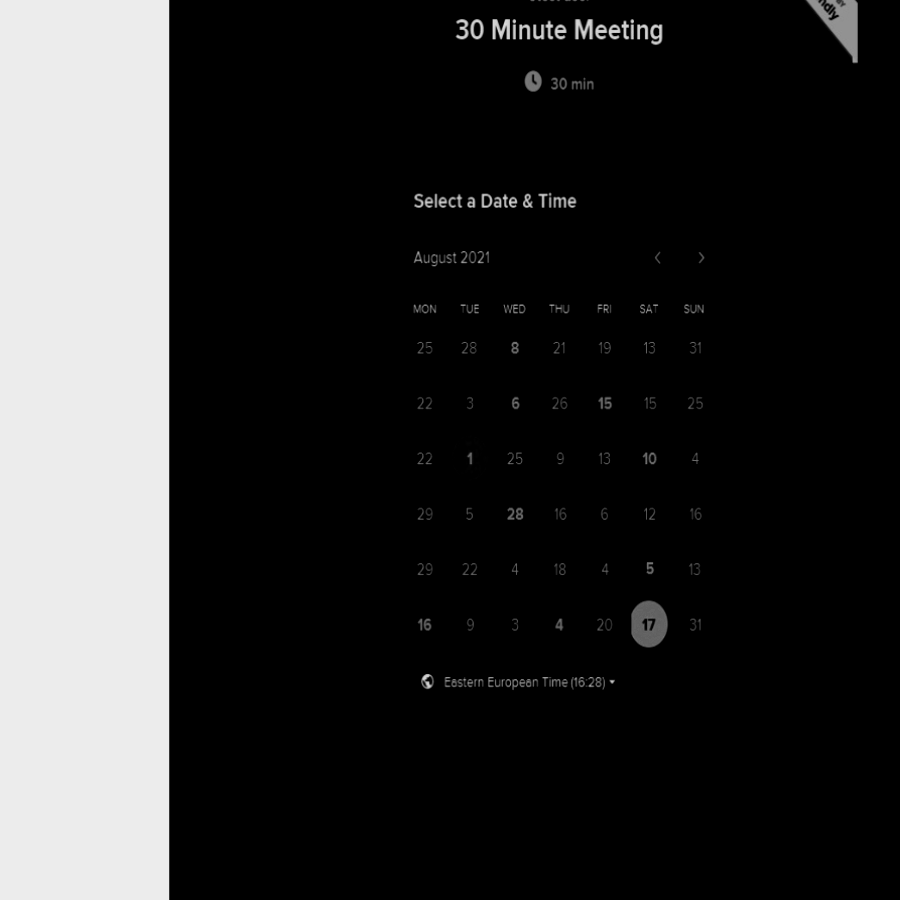 30 Minute Meeting
30 min
Select a Date & Time
August 2021
MON TUE WED THU FRI SAT SUN
25 28 8 21 19 13 31
22 3 6 26 15 15 25
22 1 25 9 13 10 4
29 5 28 16 6 12 16
29 22 4 18 4 5 13
16 9 3 4 20 17 31
Eastern European Time (16:28)